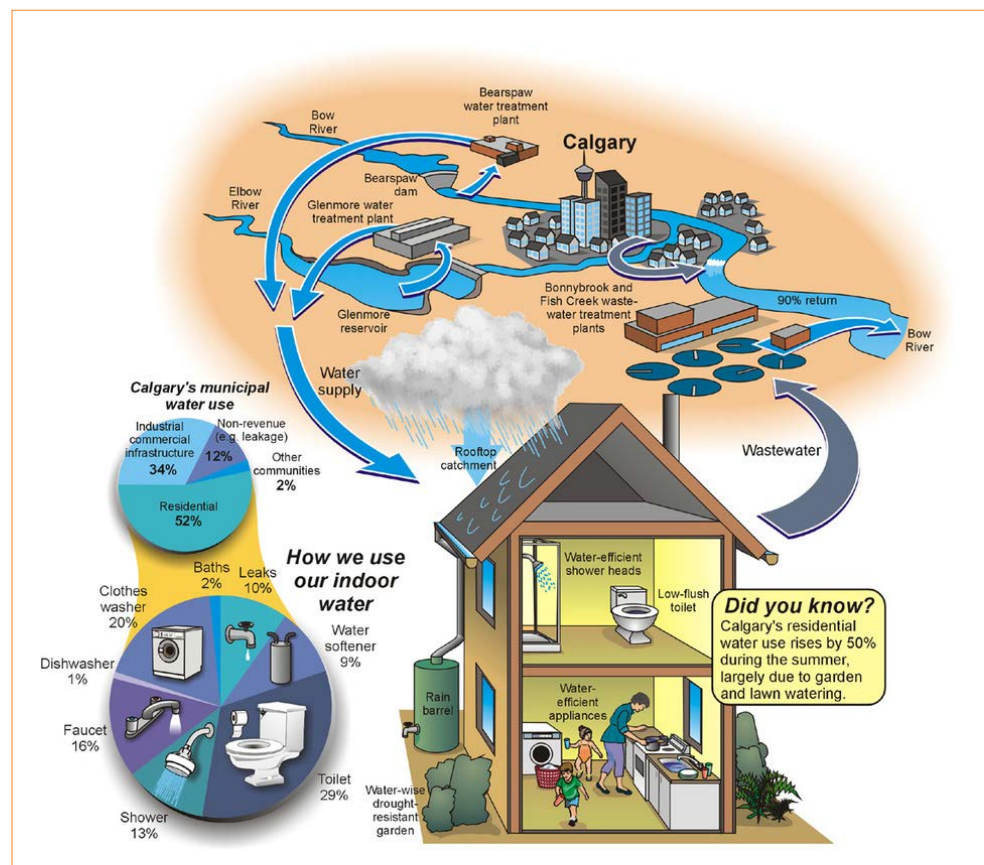 Bearspaw
water treatment
plant
Bow
River
Calgary
Bearspaw
dam
Elbow
River
Glenmore water
treatment plant
Glenmore
reservoir
Bonnybrook and
Fish Creek waste-
water treatment
plants
90% return
Bow
River
Water
supply
Rooftop
catchment
Wastewater
Calgary's municipal
water use
Industrial
commercial
infrastructure
34%
Non-revenue
(e.g. leakage)
12%
Other
communities
2%
Residential
52%
How we use
our indoor
water
Baths
2%
Leaks
10%
Clothes
washer
20%
Water
softener
9%
Dishwasher
1%
Faucet
16%
Shower
13%
Toilet
29%
Rain
barrel
Water-wise
drought-
resistant
garden
Water-efficient
shower heads
Low-flush
toilet
Water-
efficient
appliances
Did you know?
Calgary's residential
water use rises by 50%
during the summer,
largely due to garden
and lawn watering.